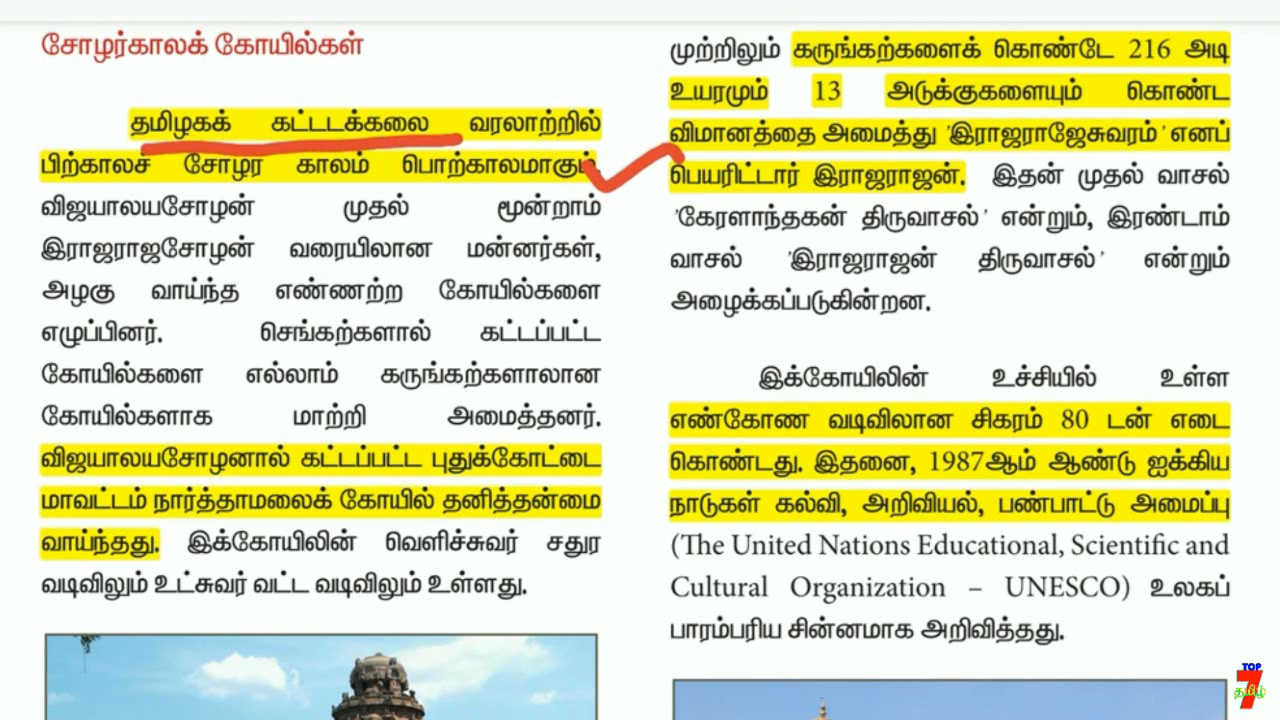 சோழர்காலக் கோயில்கள்
தமிழகக் கட்டடக்கலை வரலாற்றில்
பிற்காலச் சோழர் காலம் பொற்காலமாகும்.
விஜயாலயசோழன் முதல் மூன்றாம்
இராஜராஜசோழன் வரையிலான மன்னர்கள்,
அழகு வாய்ந்த எண்ணற்ற கோயில்களை
எழுப்பினர். செங்கற்களால் கட்டப்பட்ட
கோயில்களை எல்லாம் கருங்கற்களாலான
கோயில்களாக மாற்றி அமைத்தனர்.
விஜயாலயசோழனால் கட்டப்பட்ட புதுக்கோட்டை
மாவட்டம் நார்த்தாமலைக் கோயில் தனித்தன்மை
வாய்ந்தது. இக்கோயிலின் வெளிச்சுவர் சதுர
வடிவிலும் உட்சுவர் வட்ட வடிவிலும் உள்ளது.
முற்றிலும் கருங்கற்களைக் கொண்டே 216 அடி
உயரமும் 13 அடுக்குகளையும் கொண்ட
விமானத்தை அமைத்து 'இராஜராஜேசுவரம்' எனப்
பெயரிட்டார் இராஜராஜன். இதன் முதல் வாசல்
'கேரளாந்தகன் திருவாசல்' என்றும், இரண்டாம்
வாசல் 'இராஜராஜன் திருவாசல்' என்றும்
அழைக்கப்படுகின்றன.
இக்கோயிலின் உச்சியில் உள்ள
எண்கோண வடிவிலான சிகரம் 80 டன் எடை
கொண்டது. இதனை, 1987ஆம் ஆண்டு ஐக்கிய
நாடுகள் கல்வி, அறிவியல், பண்பாட்டு அமைப்பு
(The United Nations Educational, Scientific and
Cultural Organization – UNESCO) உலகப்
பாரம்பரிய சின்னமாக அறிவித்தது.
TOP
7
தமிழ்